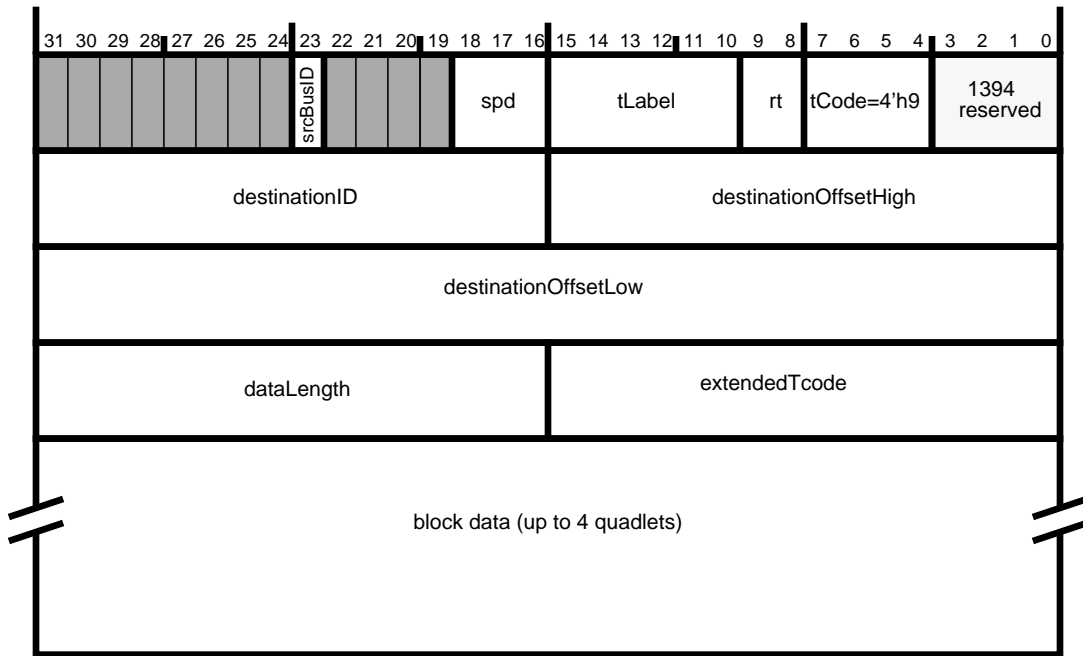 31 30 29 28 27 26 25 24 23 22 21 20 19 18 17 16 15 14 13 12 11 10 9 8 7 6 5 4 3 2 1 0
srcBusID spd tLabel rt tCode=4'h9 1394
reserved
destinationID destinationOffsetHigh
destinationOffsetLow
dataLength extendedTcode
block data (up to 4 quadlets)